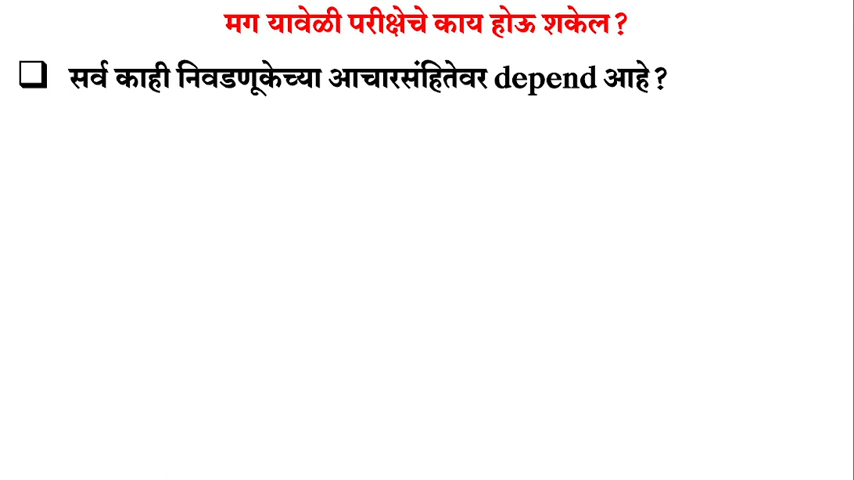 मग यावेळी परीक्षेचे काय होऊ शकेल?
सर्व काही निवडणूकेच्या आचारसंहितेवर depend आहे?